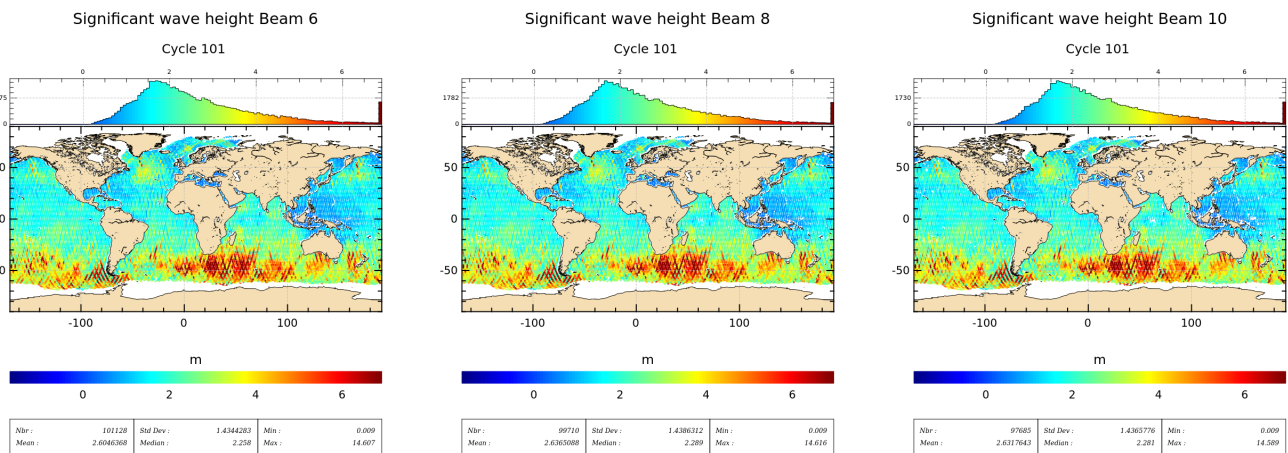 Significant wave height Beam 6
Cycle 101
0 2 4 6
75
0
50
0
0
-100 0 100
m
0 2 4 6
Nbr : 101128 Std Dev : 1.4344283 Min : 0.009
Mean : 2.6046368 Median : 2.258 Max : 14.607
Significant wave height Beam 8
Cycle 101
0 2 4 6
1782
0
50
0
-50
-100 0 100
m
0 2 4 6
Nbr : 99710 Std Dev : 1.4386312 Min : 0.009
Mean : 2.6365088 Median : 2.289 Max : 14.616
Significant wave height Beam 10
Cycle 101
0 2 4 6
1730
0
50
0
-50
-100 0 100
m
0 2 4 6
Nbr : 97685 Std Dev : 1.4365776 Min : 0.009
Mean : 2.6317643 Median : 2.281 Max : 14.589